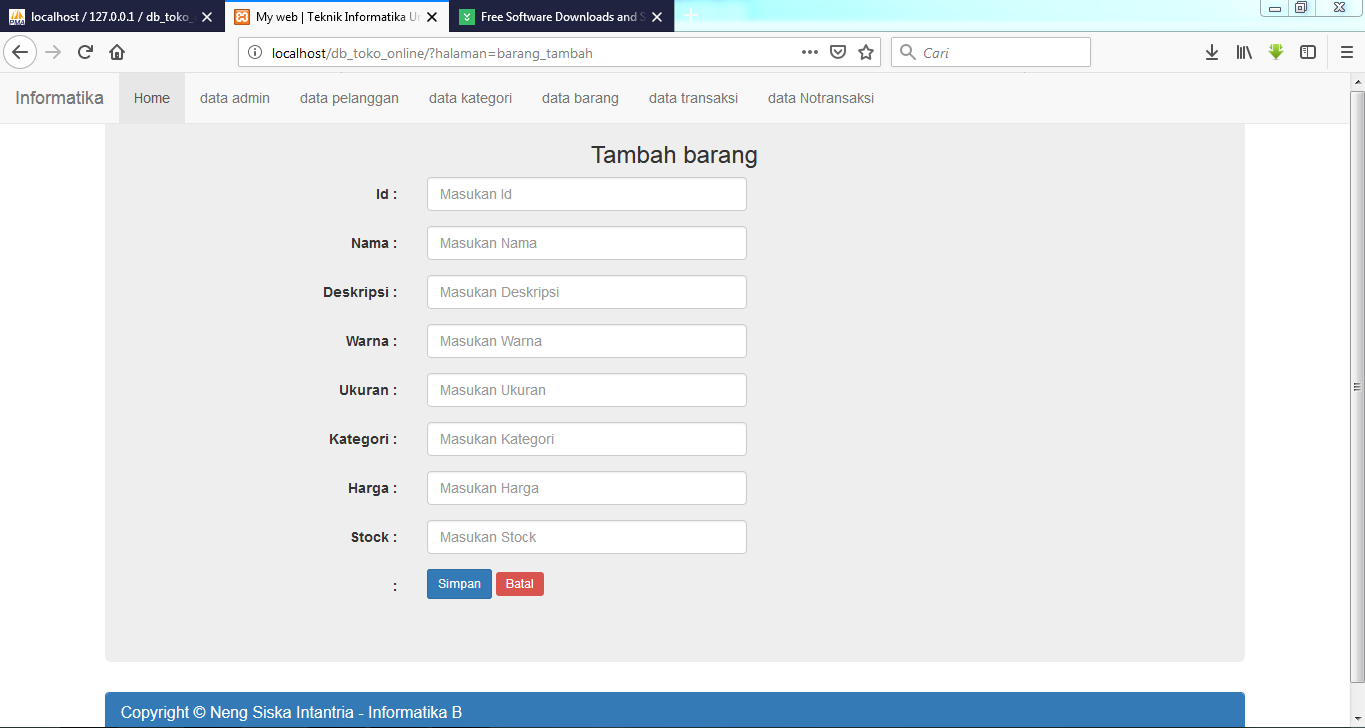 localhost / 127.0.0.1 / db_toko_ My web | Teknik Informatika Un Free Software Downloads and S
localhost/db_toko_online/?halaman=barang_tambah Cari
Informatika Home data admin data pelanggan data kategori data barang data transaksi data Notransaksi
Tambah barang
Id : Masukan Id
Nama : Masukan Nama
Deskripsi : Masukan Deskripsi
Warna : Masukan Warna
Ukuran : Masukan Ukuran
Kategori : Masukan Kategori
Harga : Masukan Harga
Stock : Masukan Stock
: Simpan Batal
Copyright © Neng Siska Intantria - Informatika B